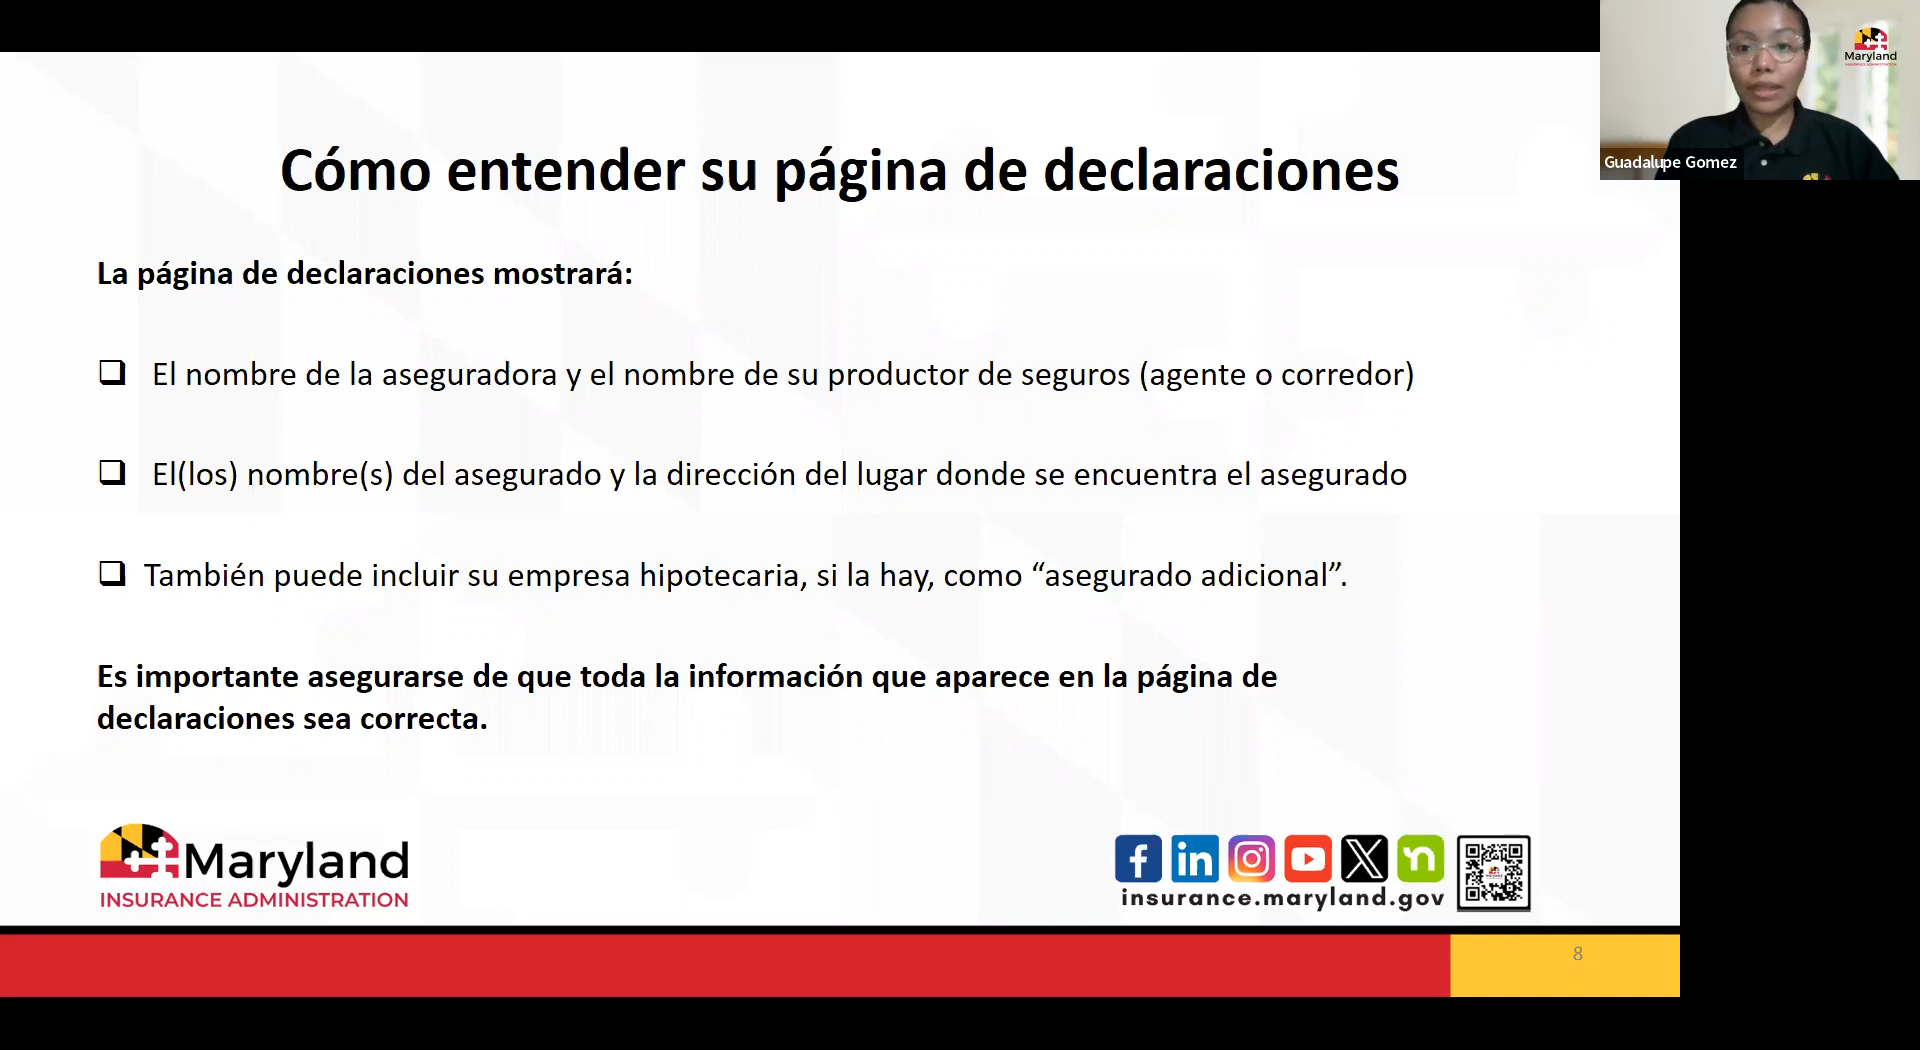 Cómo entender su página de declaraciones
La página de declaraciones mostrará:
El nombre de la aseguradora y el nombre de su productor de seguros (agente o corredor)
El(los) nombre(s) del asegurado y la dirección del lugar donde se encuentra el asegurado
También puede incluir su empresa hipotecaria, si la hay, como “asegurado adicional”.
Es importante asegurarse de que toda la información que aparece en la página de
declaraciones sea correcta.
Maryland
INSURANCE ADMINISTRATION
insurance.maryland.gov
8
Maryland
Guadalupe Gomez